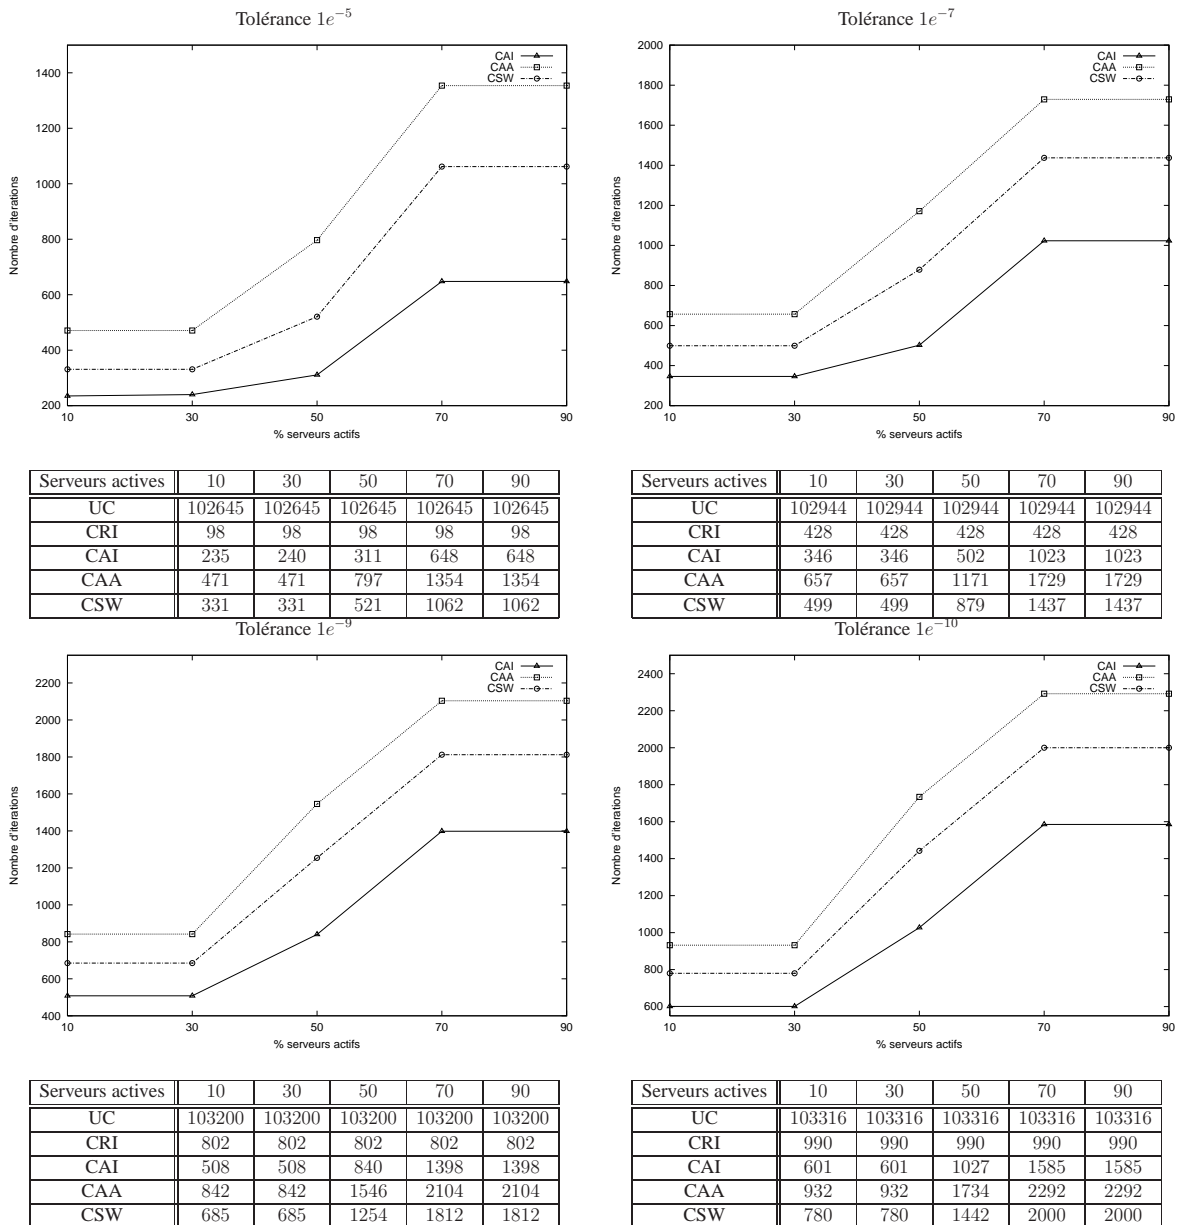 Tolérance 1e⁻⁵
CAI
CAA
CSW
1400
1200
1000
800
600
400
200
Nombre d'iterations
10 30 50 70 90
% serveurs actifs
Serveurs actives 10 30 50 70 90
UC 102645 102645 102645 102645 102645
CRI 98 98 98 98 98
CAI 235 240 311 648 648
CAA 471 471 797 1354 1354
CSW 331 331 521 1062 1062
Tolérance 1e⁻⁷
CAI
CAA
CSW
2000
1800
1600
1400
1200
1000
800
600
400
200
Nombre d'iterations
10 30 50 70 90
% serveurs actifs
Serveurs actives 10 30 50 70 90
UC 102944 102944 102944 102944 102944
CRI 428 428 428 428 428
CAI 346 346 502 1023 1023
CAA 657 657 1171 1729 1729
CSW 499 499 879 1437 1437
Tolérance 1e⁻⁹
CAI
CAA
CSW
2200
2000
1800
1600
1400
1200
1000
800
600
400
Nombre d'iterations
10 30 50 70 90
% serveurs actifs
Serveurs actives 10 30 50 70 90
UC 103200 103200 103200 103200 103200
CRI 802 802 802 802 802
CAI 508 508 840 1398 1398
CAA 842 842 1546 2104 2104
CSW 685 685 1254 1812 1812
Tolérance 1e⁻¹⁰
CAI
CAA
CSW
2400
2200
2000
1800
1600
1400
1200
1000
800
600
Nombre d'iterations
10 30 50 70 90
% serveurs actifs
Serveurs actives 10 30 50 70 90
UC 103316 103316 103316 103316 103316
CRI 990 990 990 990 990
CAI 601 601 1027 1585 1585
CAA 932 932 1734 2292 2292
CSW 780 780 1442 2000 2000